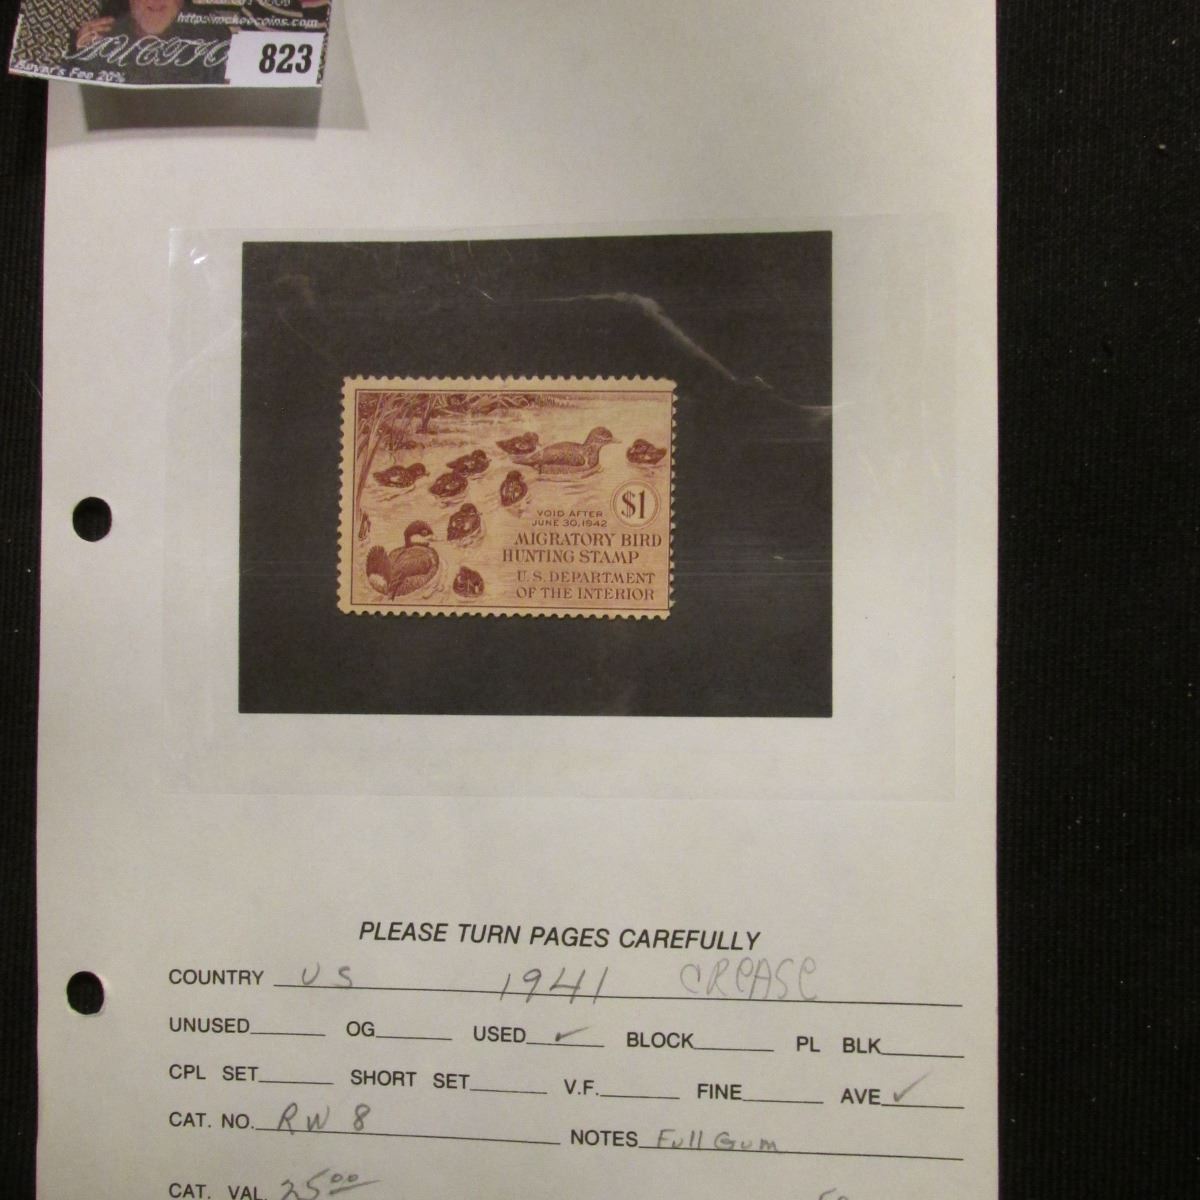 http://mckeecoins.com
AUCTIO
823
Buyer's Fee 20%
$1
VOID AFTER
JUNE 30, 1942
MIGRATORY BIRD
HUNTING STAMP
U. S. DEPARTMENT
OF THE INTERIOR
PLEASE TURN PAGES CAREFULLY
COUNTRY US 1941 CREASE
UNUSED OG USED ✓ BLOCK PL BLK
CPL SET SHORT SET V.F. FINE AVE ✓
CAT. NO. RW 8 NOTES Full Gum
CAT. VAL. 25.00